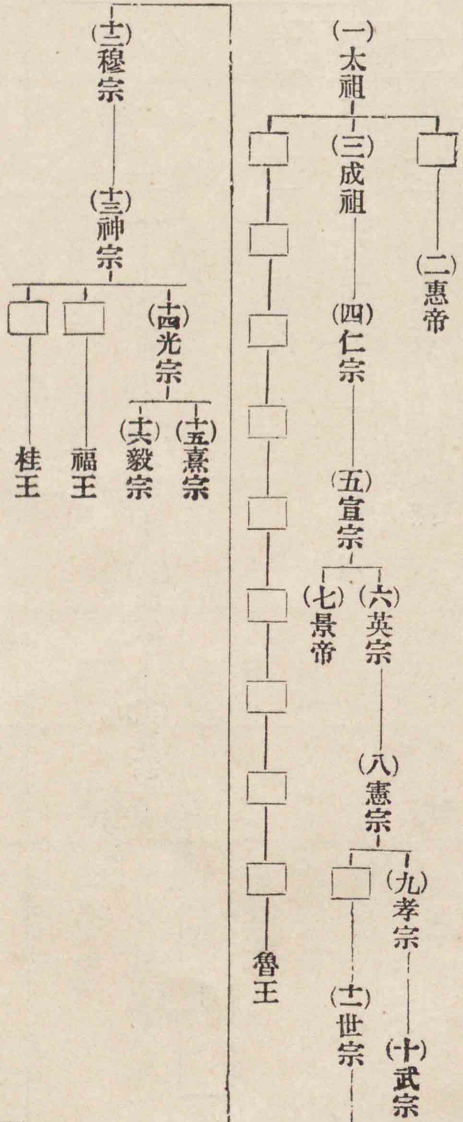 (一)太祖
(二)惠帝
(三)成祖
(四)仁宗
(五)宣宗
(六)英宗
(七)景帝
(八)憲宗
(九)孝宗
(十)武宗
(十一)世宗
魯王
(十二)穆宗
(十三)神宗
(十四)光宗
(十五)熹宗
(十六)毅宗
福王
桂王